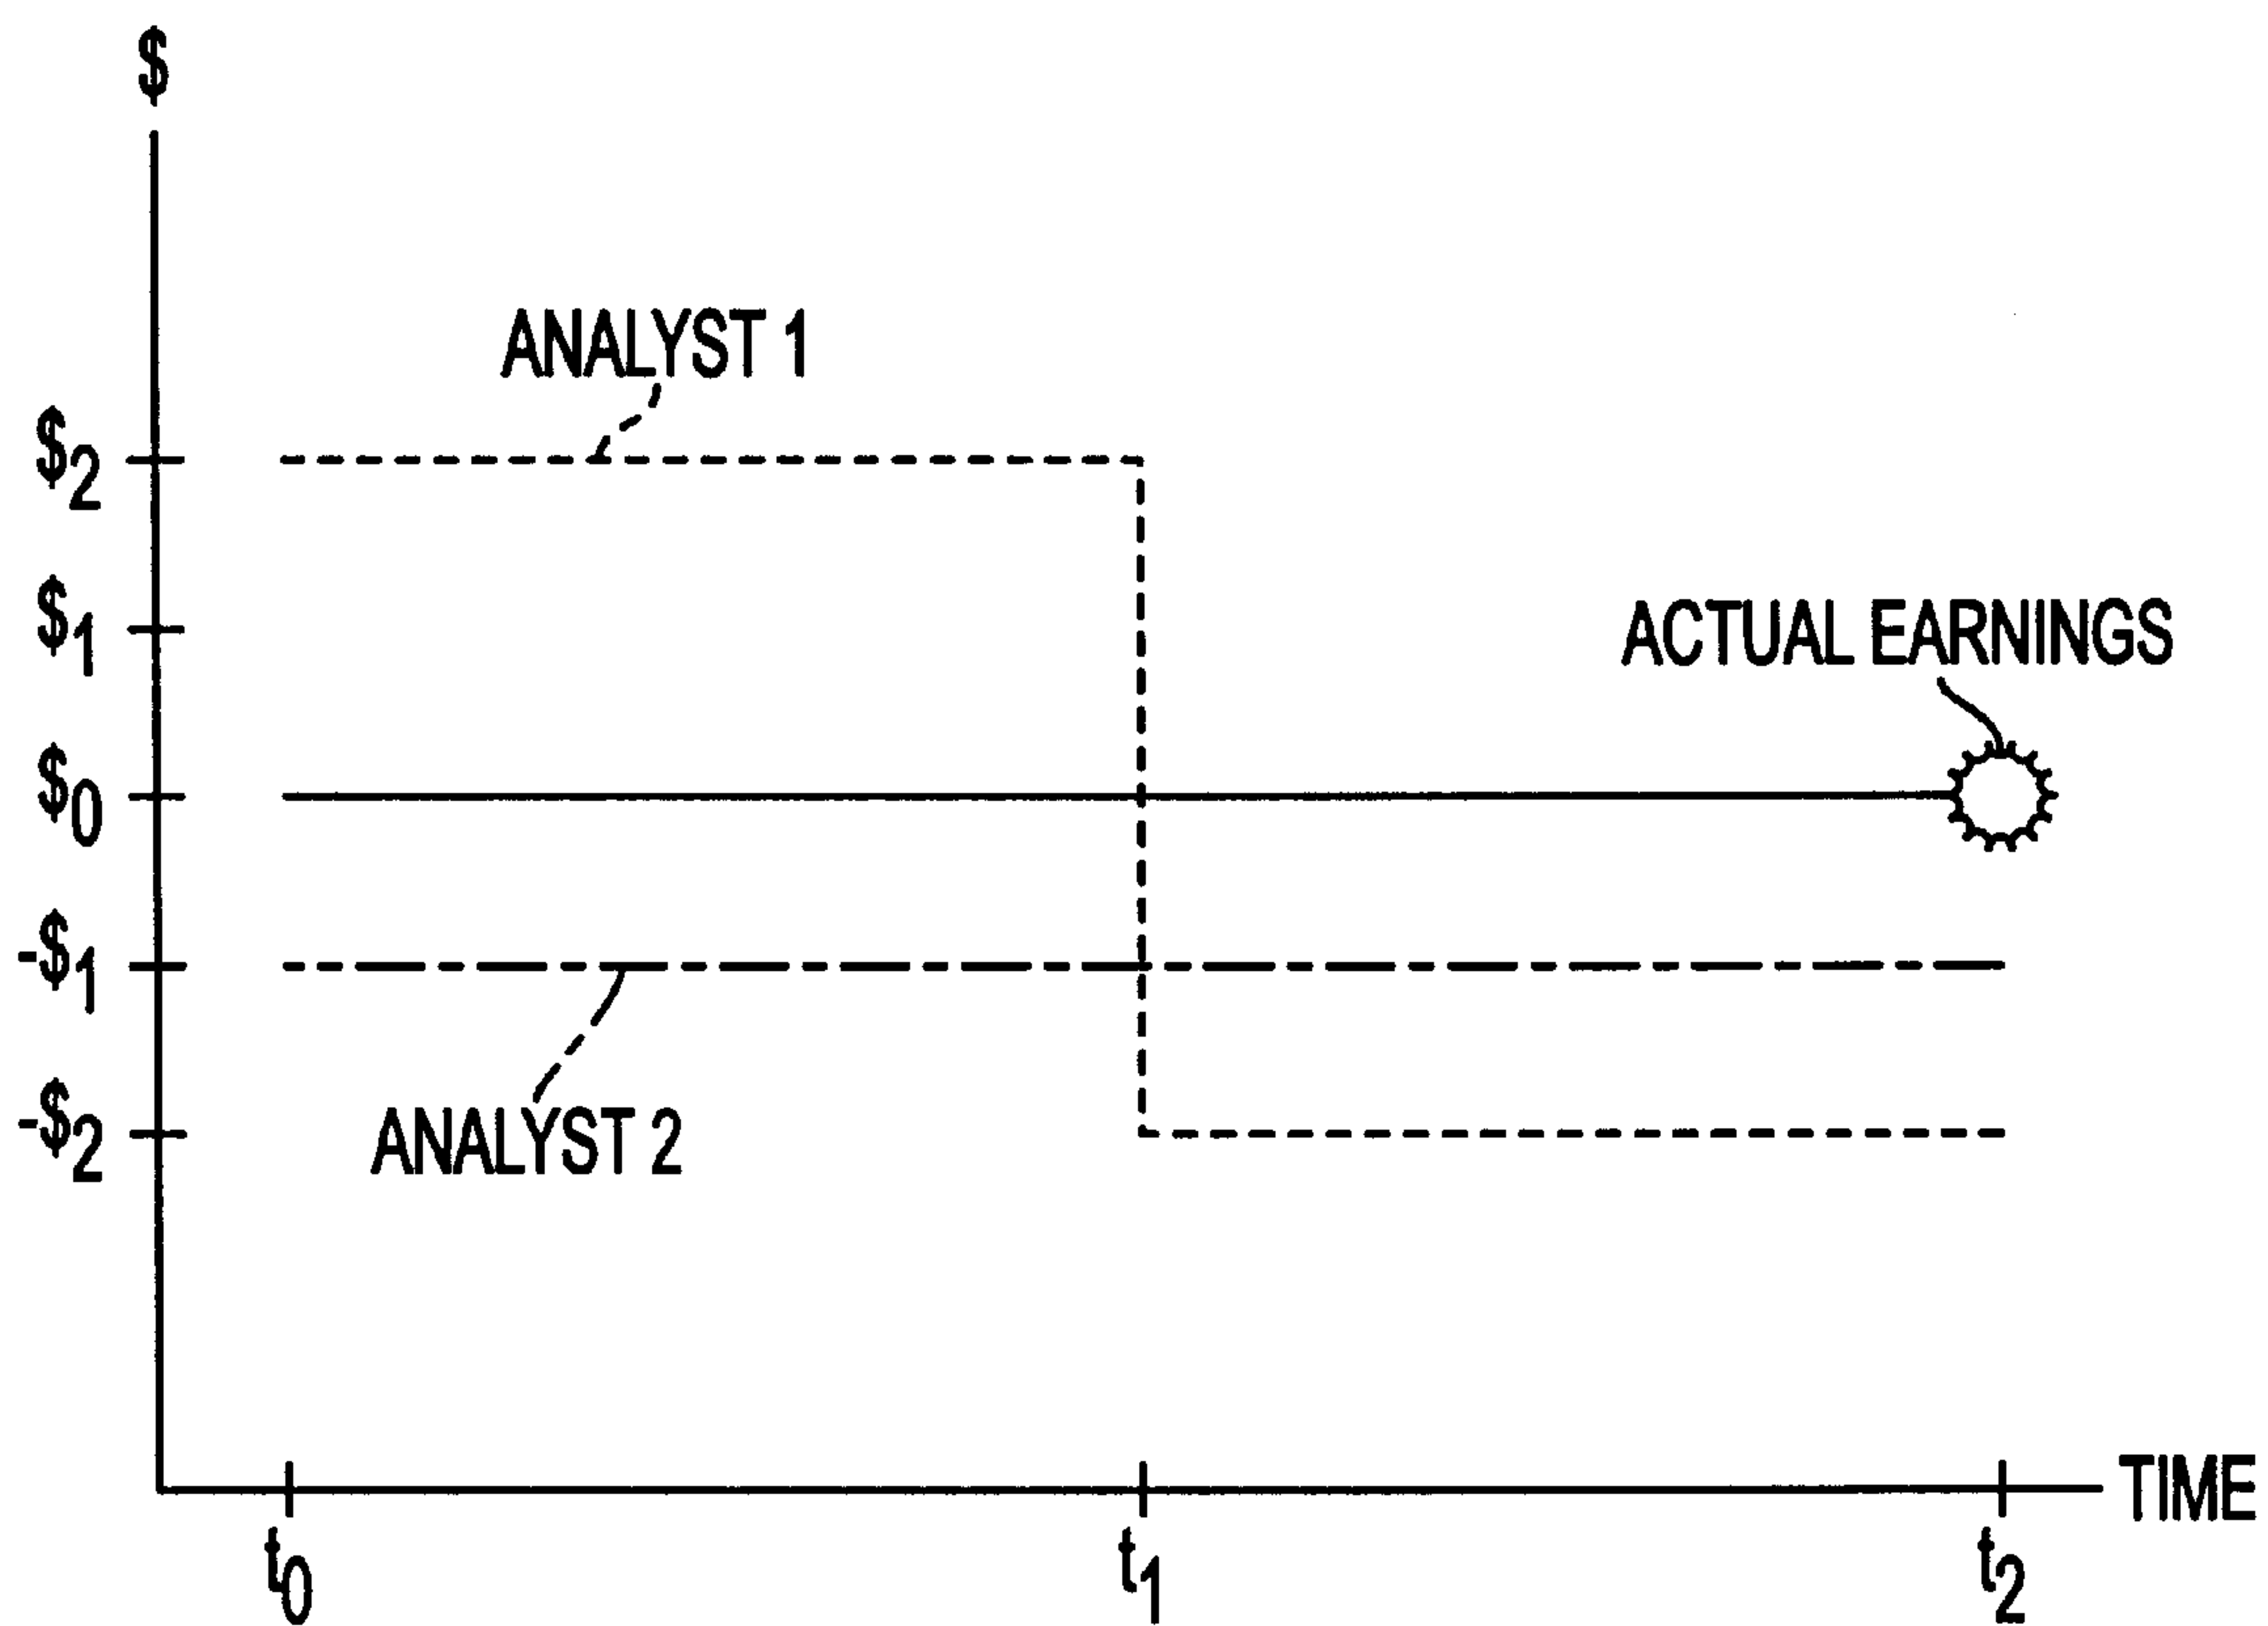 $
ANALYST 1
$2
$1
ACTUAL EARNINGS
$0
-$1
ANALYST 2
-$2
TIME
t0 t1 t2